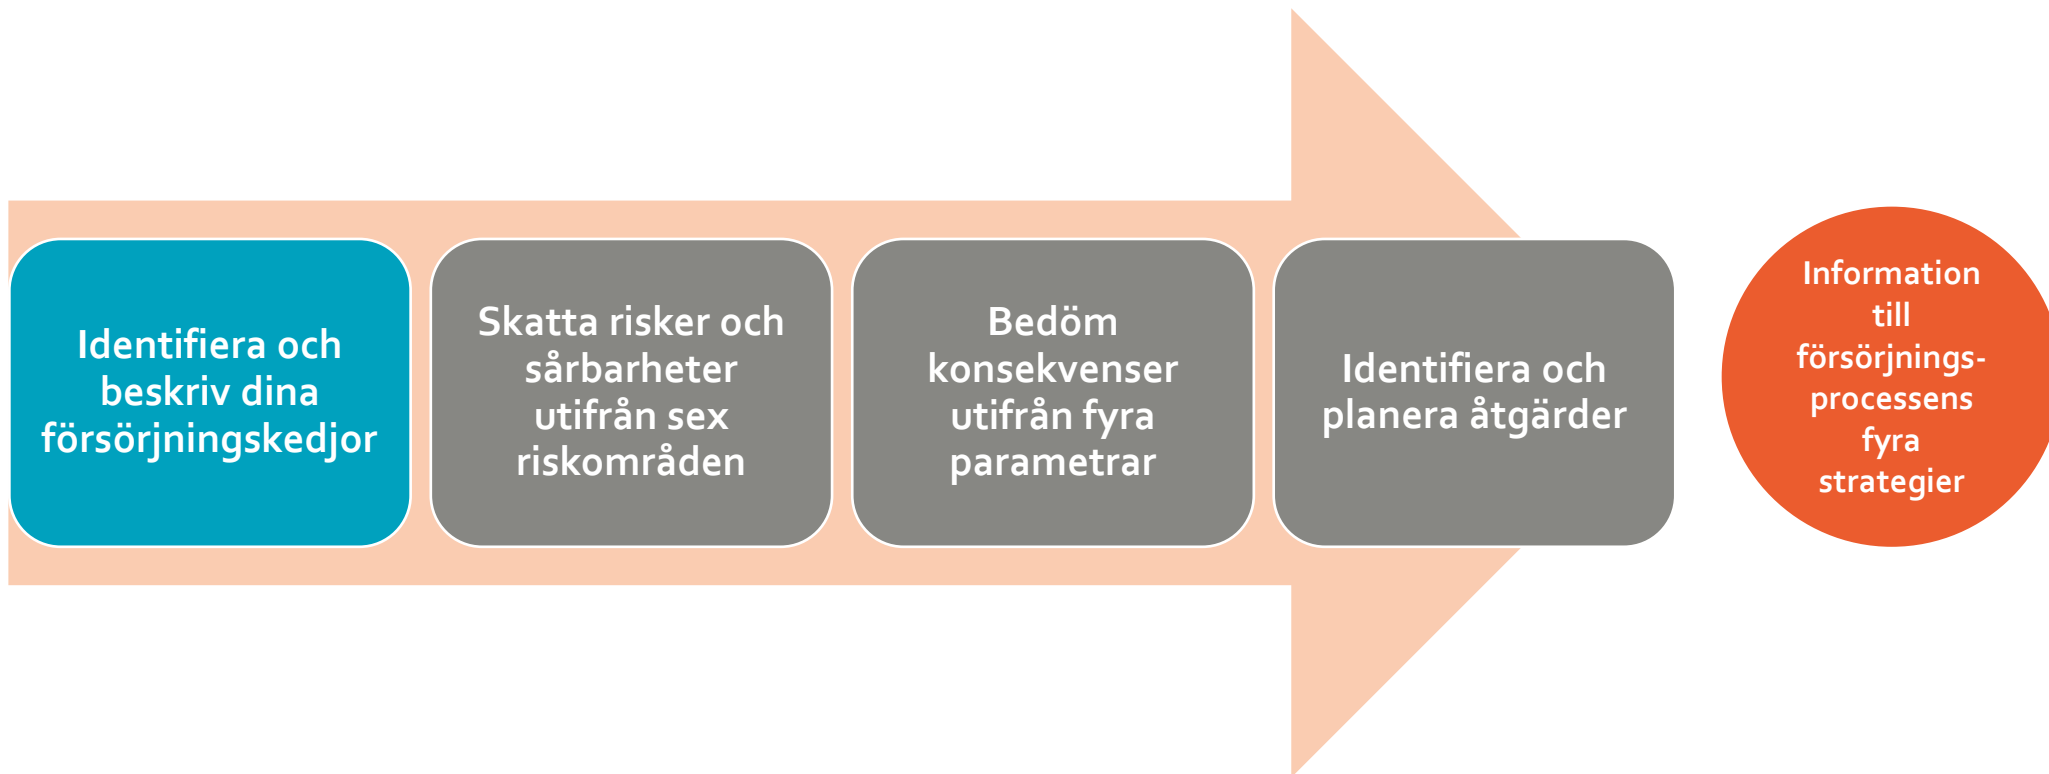 Identifiera och
beskriv dina
försörjningskedjor
Skatta risker och
sårbarheter
utifrån sex
riskområden
Bedöm
konsekvenser
utifrån fyra
parametrar
Identifiera och
planera åtgärder
Information
till
försörjnings-
processens
fyra
strategier